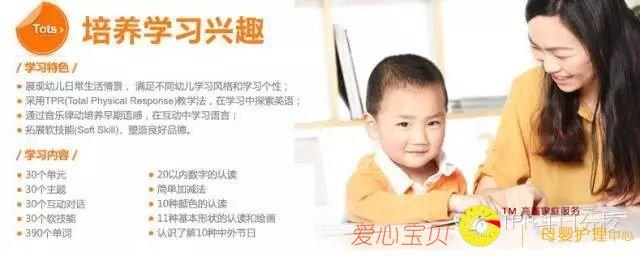 Tots
培养学习兴趣
/ 学习特色 /
展现幼儿日常生活情景, 满足不同幼儿学习风格和学习个性;
采用TPR(Total Physical Response)教学法, 在学习中探索英语;
通过音乐律动培养早期语感, 在互动中学习语言;
拓展软技能(Soft Skill)、塑造良好品德。
/ 学习内容 /
30个单元
30个主题
30个互动对话
30个软技能
390个单词
20以内数字的认读
简单加减法
10种颜色的认读
11种基本形状的认读和绘画
认识了解10种中外节日
TM 高端家庭服务
爱心宝贝
母婴护理中心